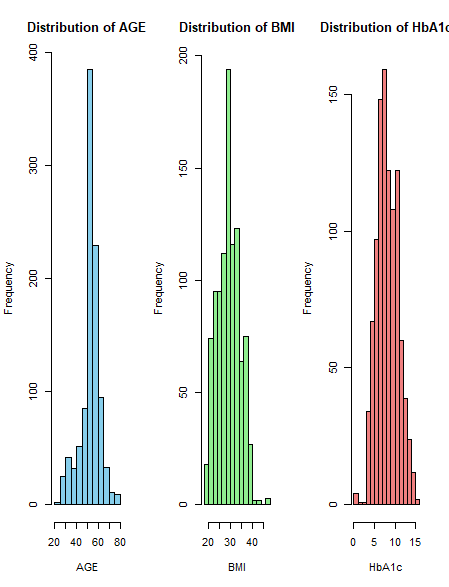 Distribution of AGE
Frequency
0
100
200
300
400
20 40 60 80
AGE
Distribution of BMI
Frequency
0
50
100
150
200
20 30 40
BMI
Distribution of HbA1c
Frequency
0
50
100
150
0 5 10 15
HbA1c